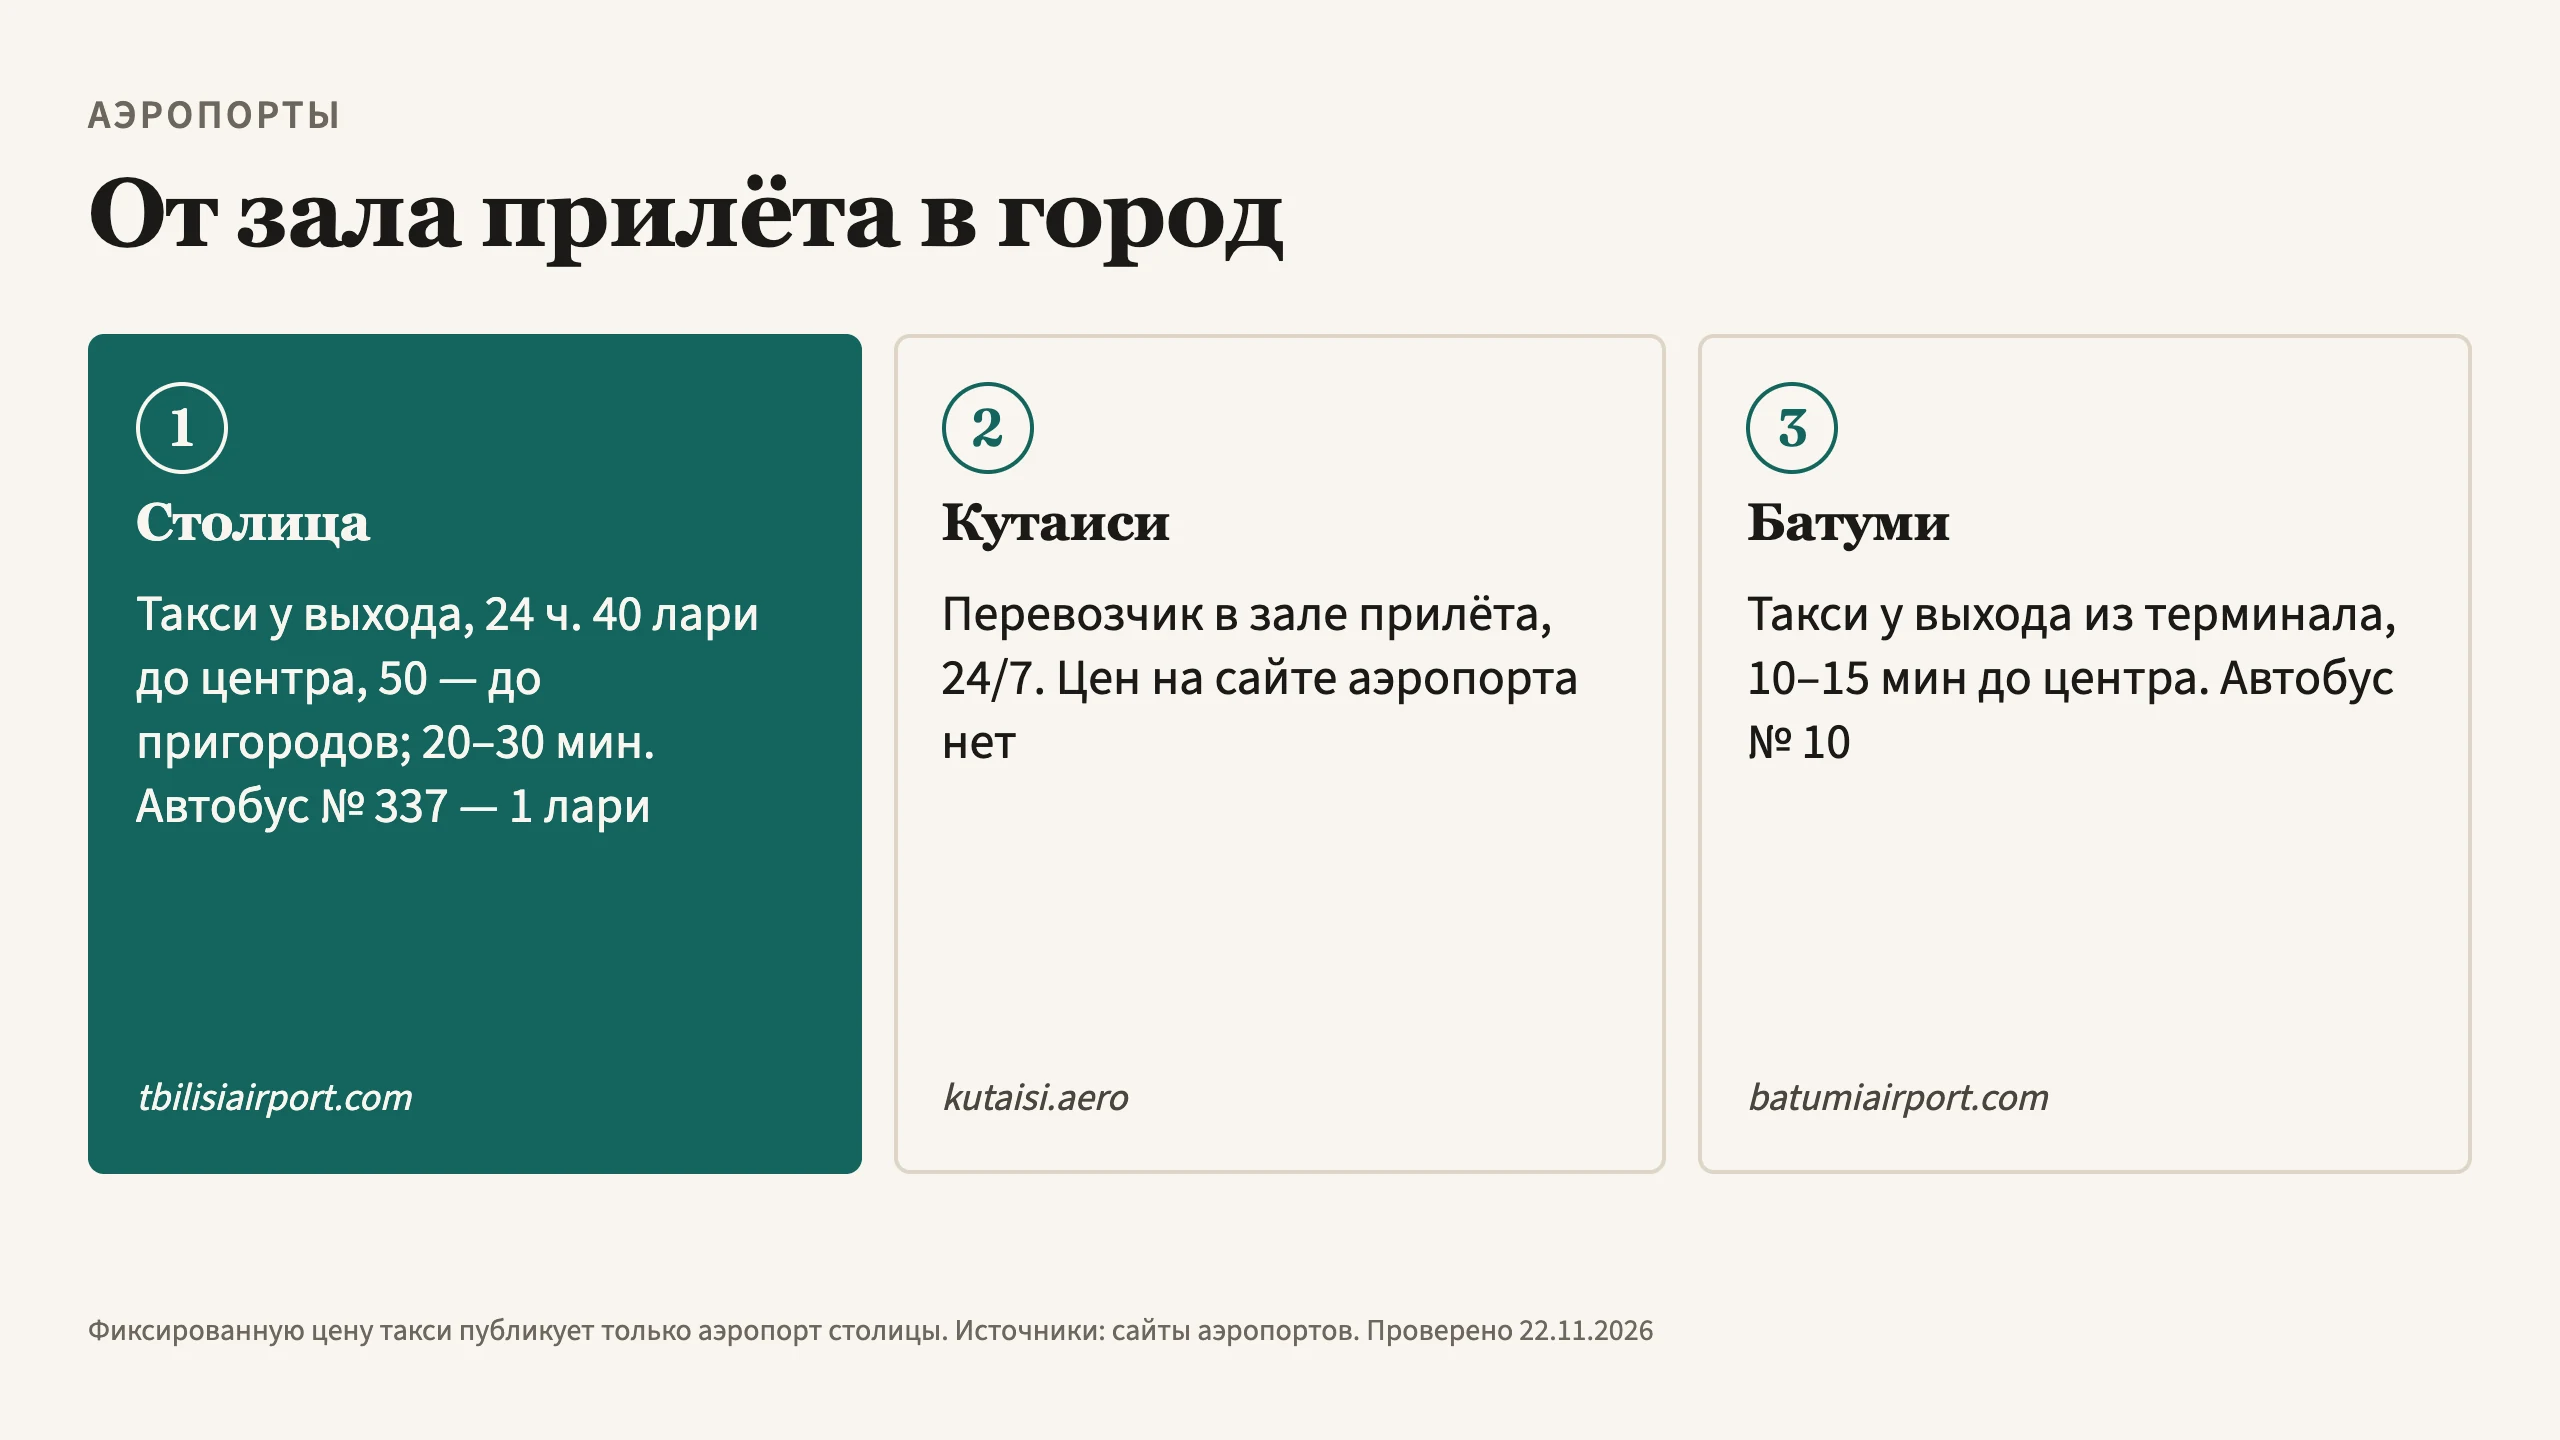 АЭРОПОРТЫ
От зала прилёта в город
1
Столица
Такси у выхода, 24 ч. 40 лари
до центра, 50 — до
пригородов; 20–30 мин.
Автобус № 337 — 1 лари
tbilisiairport.com
2
Кутаиси
Перевозчик в зале прилёта,
24/7. Цен на сайте аэропорта
нет
kutaisi.aero
3
Батуми
Такси у выхода из терминала,
10–15 мин до центра. Автобус
№ 10
batumiairport.com
Фиксированную цену такси публикует только аэропорт столицы. Источники: сайты аэропортов. Проверено 22.11.2026